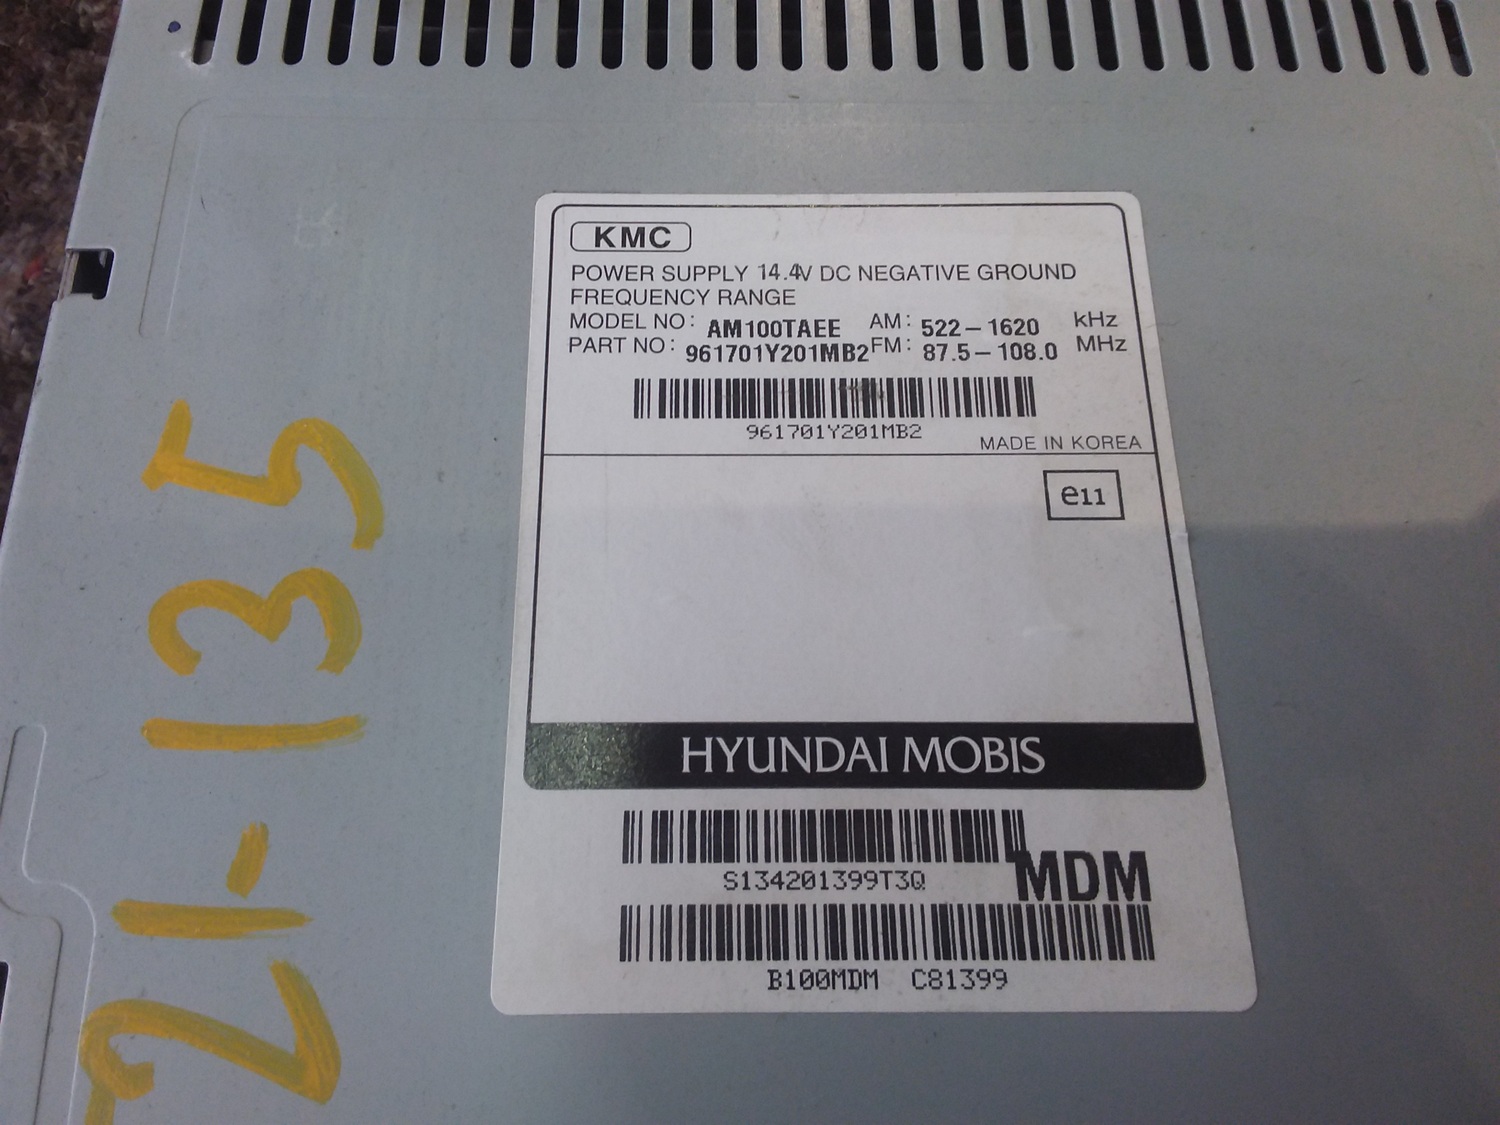 KMC
POWER SUPPLY 14.4V DC NEGATIVE GROUND
FREQUENCY RANGE
MODEL NO: AM100TAEE AM: 522-1620 kHz
PART NO: 961701Y201MB2 FM: 87.5-108.0 MHz
961701Y201MB2
MADE IN KOREA
e11
HYUNDAI MOBIS
S134201399T3Q
MDM
B100MDM C81399
21-135